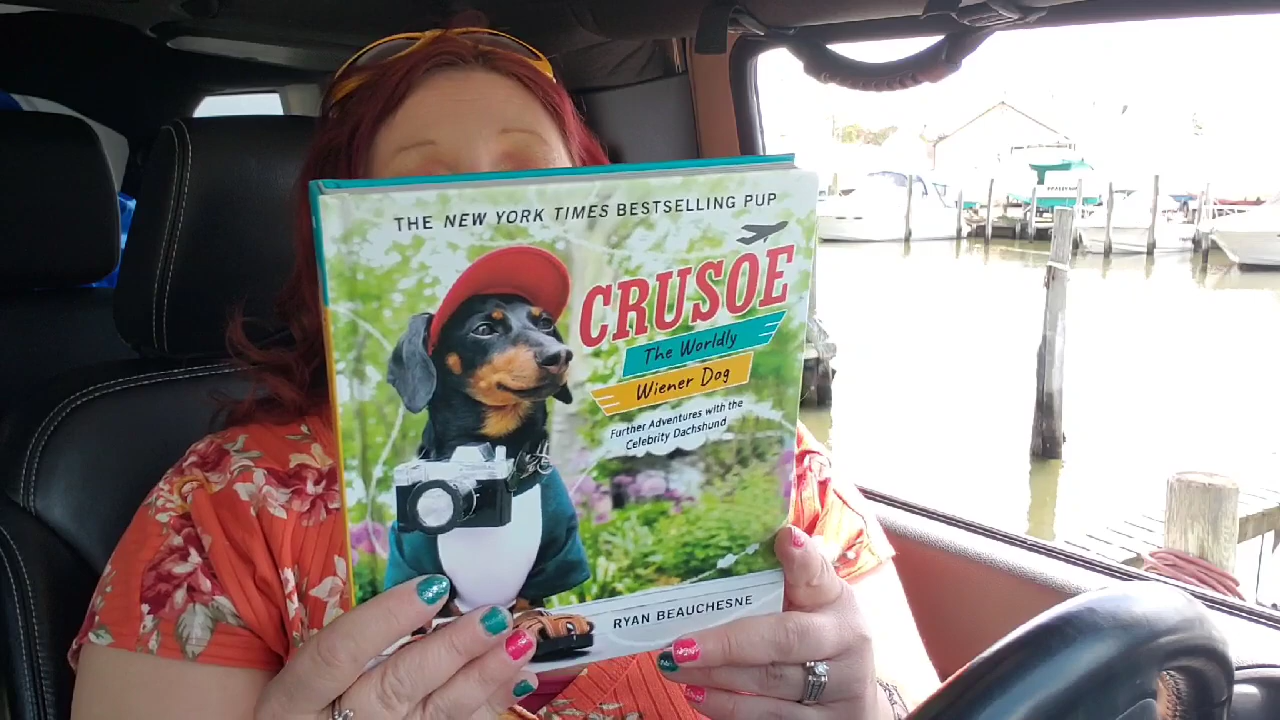 THE NEW YORK TIMES BESTSELLING PUP
CRUSOE
The Worldly
Wiener Dog
Further Adventures with the
Celebrity Dachshund
RYAN BEAUCHESNE